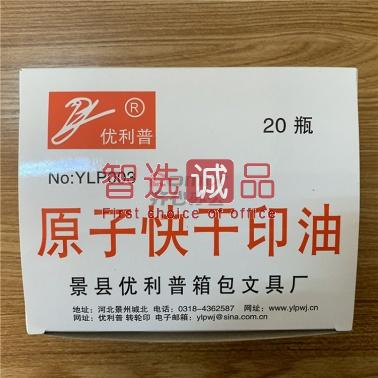 ®
优利普
20 瓶
No:YLP003
智选诚品
First choice of office
原子快干印油
景县优利普箱包文具厂
地址：河北景州城北 电话：0318-4362587 网址：www.ylpwj.cn
网址：优利普 转轮印 电子邮箱：ylpwj@sina.com.cn